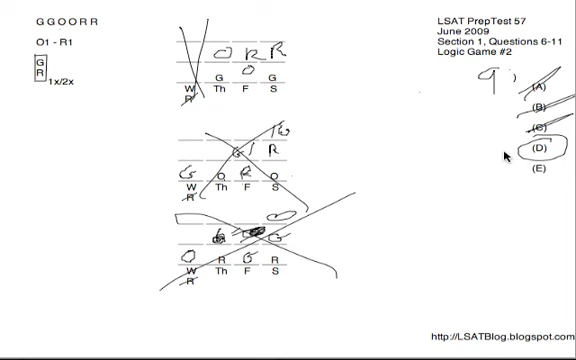 G G O O R R
O1 - R1
G
R
1x/2x
LSAT PrepTest 57
June 2009
Section 1, Questions 6-11
Logic Game #2
9
(A)
(B)
(C)
(D)
(E)
O R R
G O G
W Th F S
R
R
G O R O
W Th F S
R
G
O R G R
W Th F S
R
http://LSATBlog.blogspot.com/